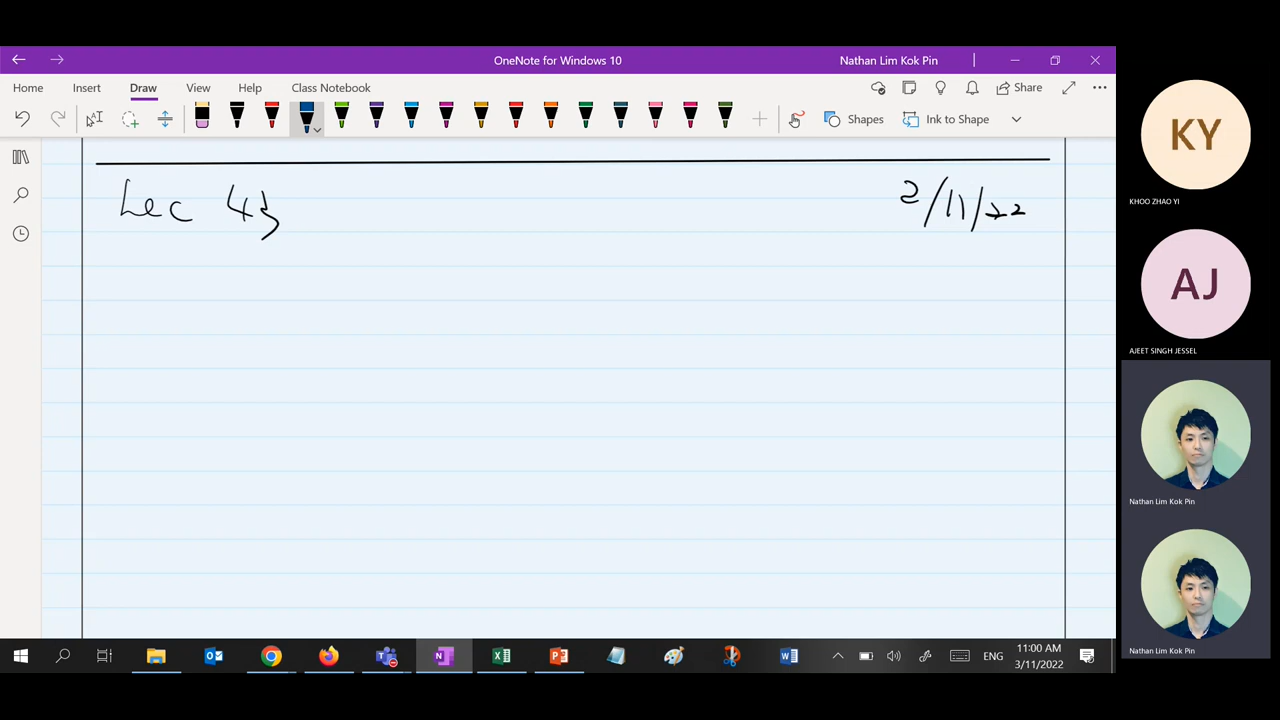 OneNote for Windows 10
Nathan Lim Kok Pin
Home Insert Draw View Help Class Notebook
Share
Shapes
Ink to Shape
Lec 43
2/11/22
KY
KHOO ZHAO YI
AJ
AJEET SINGH JESSEL
Nathan Lim Kok Pin
Nathan Lim Kok Pin
ENG
11:00 AM
3/11/2022